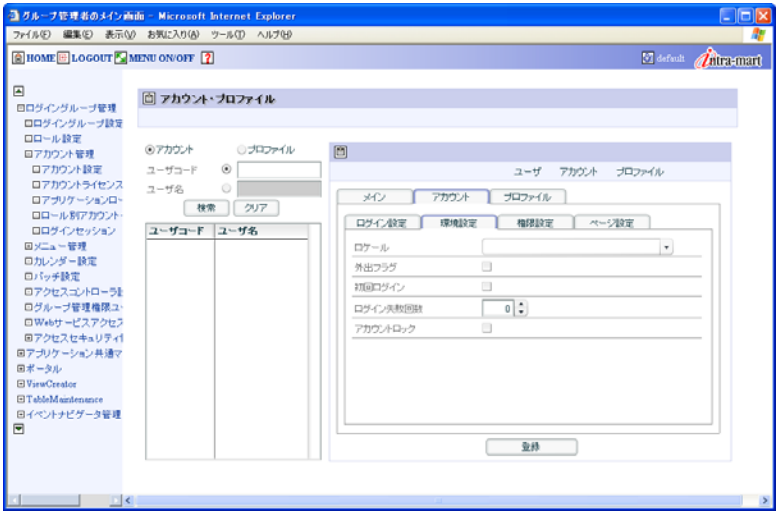 グループ管理者のメイン画面 - Microsoft Internet Explorer
ファイル(F) 編集(E) 表示(V) お気に入り(A) ツール(T) ヘルプ(H)
HOME LOGOUT MENU ON/OFF ? default intra-mart
アカウント・プロファイル
ログイングループ管理
ログイングループ設定
ロール設定
アカウント管理
アカウント設定
アカウントライセンス
アプリケーションロー
ロール別アカウント・
ログインセッション
メニュー管理
カレンダー設定
バッチ設定
アクセスコントローラ
グループ管理権限ユ
Webサービスアクセス
アクセスセキュリティ
アプリケーション共通マ
ポータル
ViewCreator
TableMaintenance
イベントナビゲータ管理
アカウント プロファイル
ユーザコード
ユーザ名
検索 クリア
ユーザコード ユーザ名
ユーザ アカウント プロファイル
メイン アカウント プロファイル
ログイン設定 環境設定 権限設定 ページ設定
ロケール
外出フラグ
初回ログイン
ログイン失敗回数 0
アカウントロック
登録